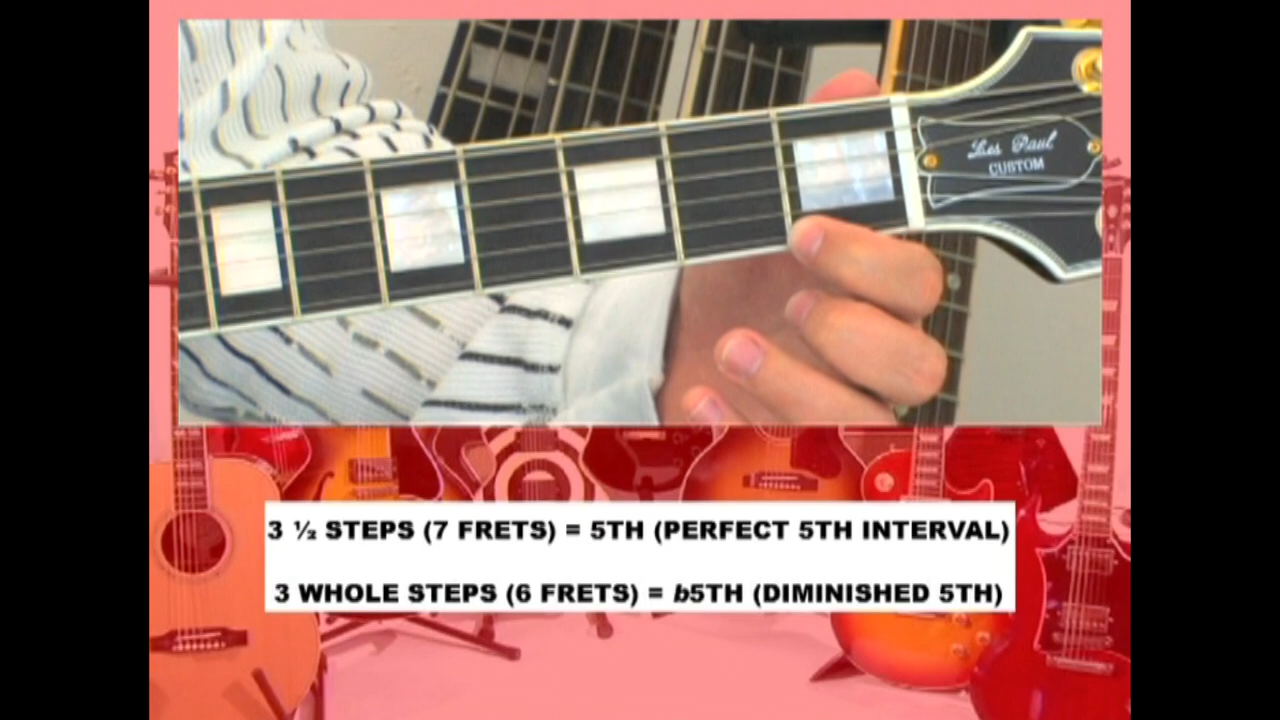 Les Paul
CUSTOM
3 ½ STEPS (7 FRETS) = 5TH (PERFECT 5TH INTERVAL)
3 WHOLE STEPS (6 FRETS) = b5TH (DIMINISHED 5TH)